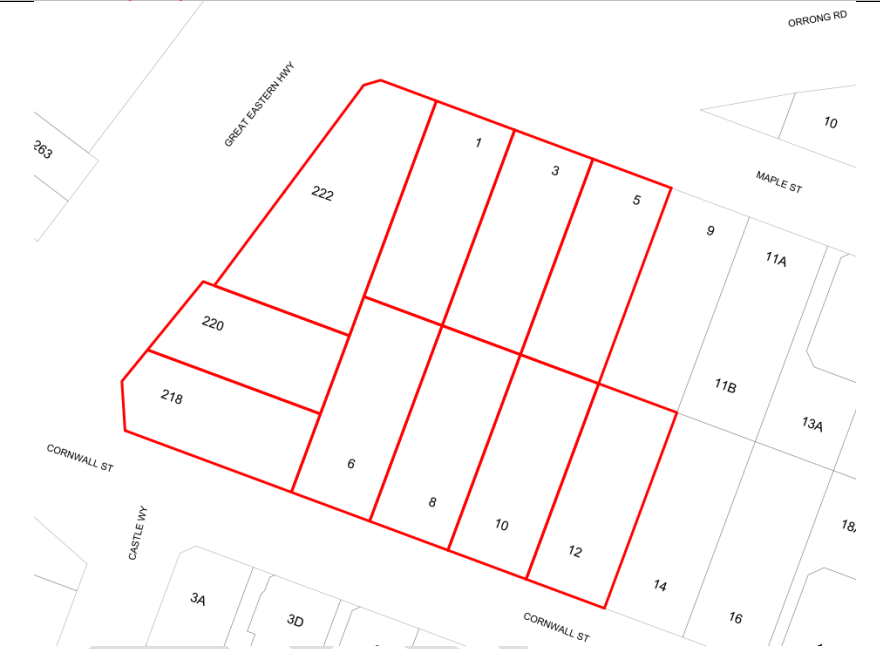 ORRONG RD
GREAT EASTERN HWY
10
263
1
3
MAPLE ST
222
5
9
11A
220
11B
218
13A
CORNWALL ST
6
8
10
CASTLE WY
12
14
3A
16
3D
CORNWALL ST